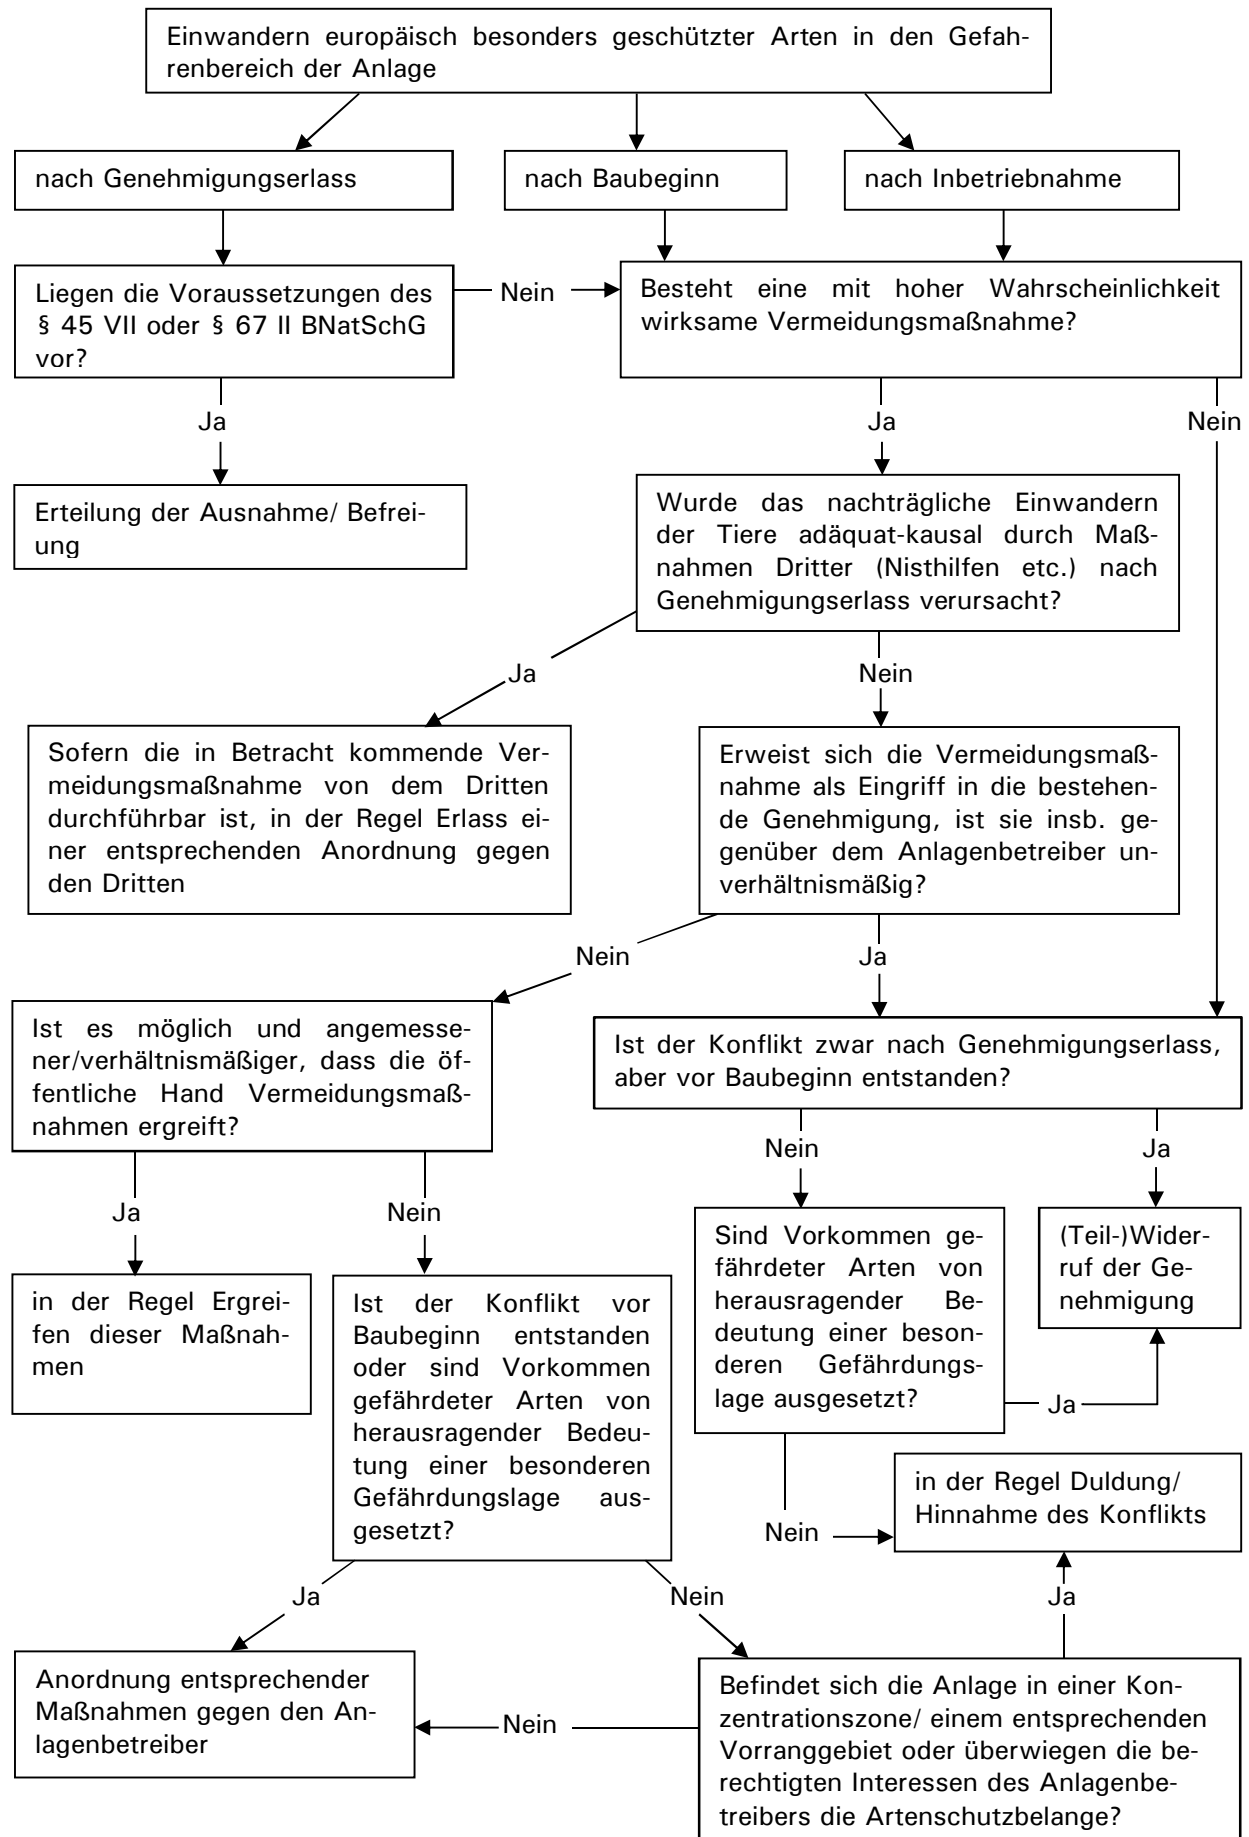 Einwandern europäisch besonders geschützter Arten in den Gefah-
renbereich der Anlage
nach Genehmigungserlass
nach Baubeginn
nach Inbetriebnahme
Liegen die Voraussetzungen des
§ 45 VII oder § 67 II BNatSchG
vor?
Nein
Besteht eine mit hoher Wahrscheinlichkeit
wirksame Vermeidungsmaßnahme?
Ja
Ja
Nein
Erteilung der Ausnahme/ Befrei-
ung
Wurde das nachträgliche Einwandern
der Tiere adäquat-kausal durch Maß-
nahmen Dritter (Nisthilfen etc.) nach
Genehmigungserlass verursacht?
Ja
Nein
Sofern die in Betracht kommende Ver-
meidungsmaßnahme von dem Dritten
durchführbar ist, in der Regel Erlass ei-
ner entsprechenden Anordnung gegen
den Dritten
Erweist sich die Vermeidungsmaß-
nahme als Eingriff in die bestehen-
de Genehmigung, ist sie insb. ge-
genüber dem Anlagenbetreiber un-
verhältnismäßig?
Nein
Ja
Ist es möglich und angemesse-
ner/verhältnismäßiger, dass die öf-
fentliche Hand Vermeidungsmaß-
nahmen ergreift?
Ist der Konflikt zwar nach Genehmigungserlass,
aber vor Baubeginn entstanden?
Nein
Ja
Ja
Nein
Sind Vorkommen ge-
fährdeter Arten von
herausragender Be-
deutung einer beson-
deren Gefährdungs-
lage ausgesetzt?
(Teil-)Wider-
ruf der Ge-
nehmigung
in der Regel Ergrei-
fen dieser Maßnah-
men
Ist der Konflikt vor
Baubeginn entstanden
oder sind Vorkommen
gefährdeter Arten von
herausragender Bedeu-
tung einer besonderen
Gefährdungslage aus-
gesetzt?
Ja
in der Regel Duldung/
Hinnahme des Konflikts
Nein
Ja
Nein
Ja
Anordnung entsprechender
Maßnahmen gegen den An-
lagenbetreiber
Nein
Befindet sich die Anlage in einer Kon-
zentrationszone/ einem entsprechenden
Vorranggebiet oder überwiegen die be-
rechtigten Interessen des Anlagenbe-
treibers die Artenschutzbelange?